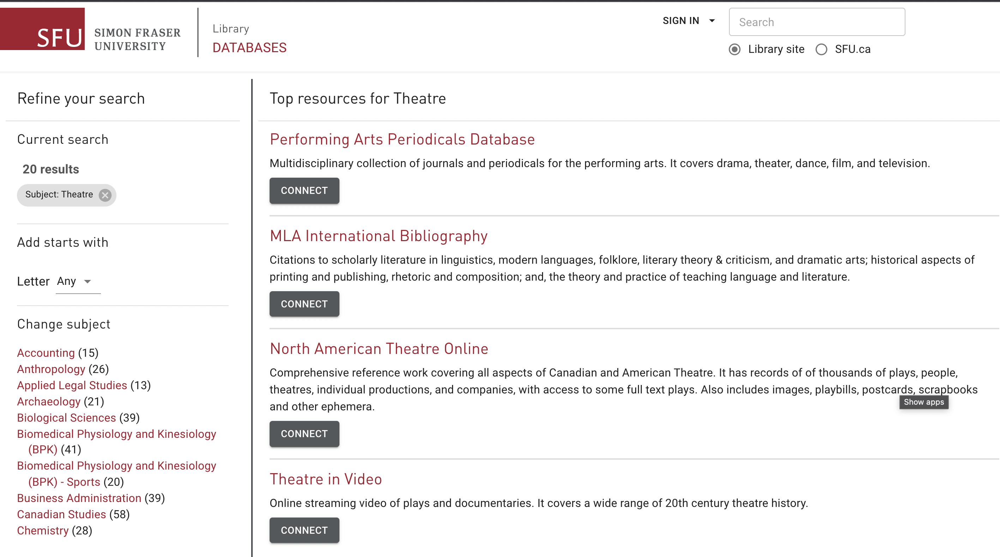 SFU
SIMON FRASER
UNIVERSITY
Library
DATABASES
SIGN IN
Search
Library site
SFU.ca
Refine your search
Current search
20 results
Subject: Theatre
Add starts with
Letter Any
Change subject
Accounting (15)
Anthropology (26)
Applied Legal Studies (13)
Archaeology (21)
Biological Sciences (39)
Biomedical Physiology and Kinesiology
(BPK) (41)
Biomedical Physiology and Kinesiology
(BPK) - Sports (20)
Business Administration (39)
Canadian Studies (58)
Chemistry (28)
Top resources for Theatre
Performing Arts Periodicals Database
Multidisciplinary collection of journals and periodicals for the performing arts. It covers drama, theater, dance, film, and television.
CONNECT
MLA International Bibliography
Citations to scholarly literature in linguistics, modern languages, folklore, literary theory & criticism, and dramatic arts; historical aspects of
printing and publishing, rhetoric and composition; and, the theory and practice of teaching language and literature.
CONNECT
North American Theatre Online
Comprehensive reference work covering all aspects of Canadian and American Theatre. It has records of of thousands of plays, people,
theatres, individual productions, and companies, with access to some full text plays. Also includes images, playbills, postcards, scrapbooks
and other ephemera.
Show apps
CONNECT
Theatre in Video
Online streaming video of plays and documentaries. It covers a wide range of 20th century theatre history.
CONNECT